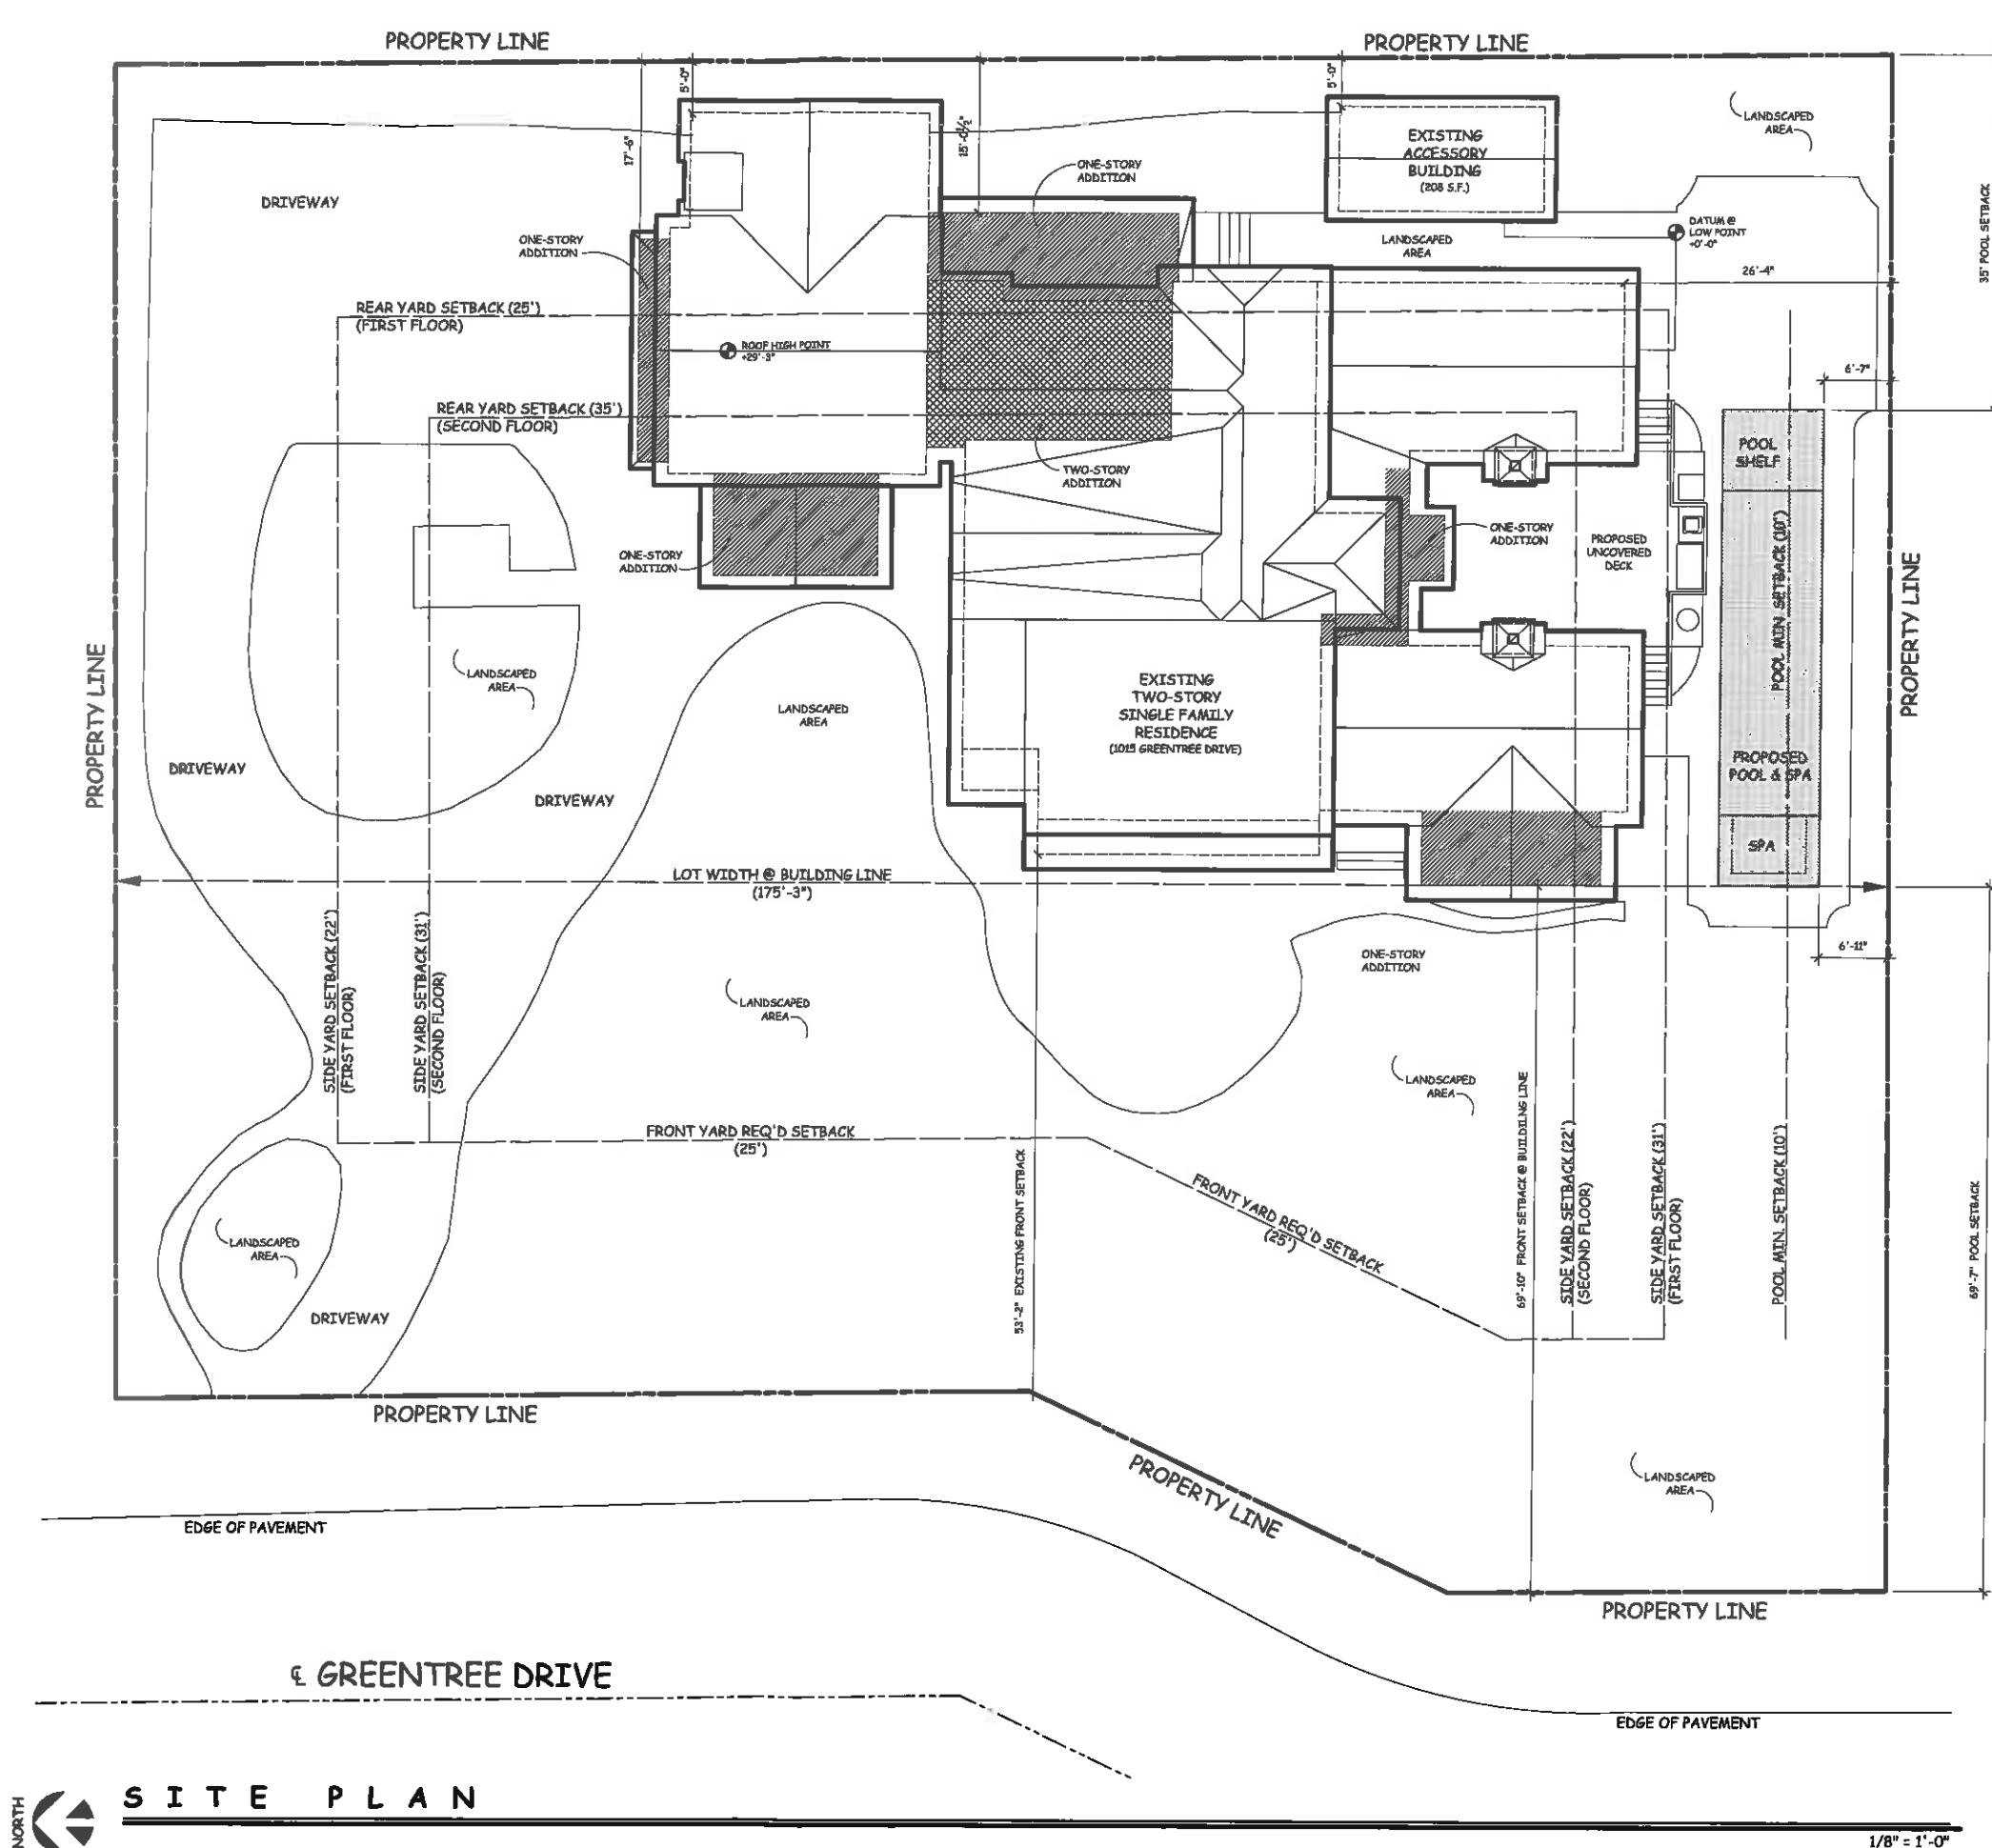 PROPERTY LINE
PROPERTY LINE
5'-0"
5'-0"
17'-6"
15'-0½"
ONE-STORY
ADDITION
EXISTING
ACCESSORY
BUILDING
(208 S.F.)
LANDSCAPED
AREA
35' POOL SETBACK
DRIVEWAY
ONE-STORY
ADDITION
LANDSCAPED
AREA
DATUM @
LOW POINT
+0'-0"
26'-4"
REAR YARD SETBACK (25')
(FIRST FLOOR)
ROOF HIGH POINT
+29'-3"
6'-7"
REAR YARD SETBACK (35')
(SECOND FLOOR)
TWO-STORY
ADDITION
POOL
SHELF
ONE-STORY
ADDITION
ONE-STORY
ADDITION
PROPOSED
UNCOVERED
DECK
POOL MIN. SETBACK (10')
PROPERTY LINE
PROPERTY LINE
LANDSCAPED
AREA
LANDSCAPED
AREA
EXISTING
TWO-STORY
SINGLE FAMILY
RESIDENCE
(1015 GREENTREE DRIVE)
DRIVEWAY
DRIVEWAY
PROPOSED
POOL & SPA
SPA
LOT WIDTH @ BUILDING LINE
(175'-3")
6'-11"
ONE-STORY
ADDITION
SIDE YARD SETBACK (22')
(FIRST FLOOR)
SIDE YARD SETBACK (31')
(SECOND FLOOR)
LANDSCAPED
AREA
LANDSCAPED
AREA
FRONT YARD REQ'D SETBACK
(25')
FRONT YARD REQ'D SETBACK
(25')
53'-2" EXISTING FRONT SETBACK
69'-10" FRONT SETBACK @ BUILDILNG LINE
SIDE YARD SETBACK (22')
(SECOND FLOOR)
SIDE YARD SETBACK (31')
(FIRST FLOOR)
POOL MIN. SETBACK (10')
69'-7" POOL SETBACK
LANDSCAPED
AREA
DRIVEWAY
PROPERTY LINE
PROPERTY LINE
LANDSCAPED
AREA
EDGE OF PAVEMENT
PROPERTY LINE
℄ GREENTREE DRIVE
EDGE OF PAVEMENT
NORTH
SITE PLAN
1/8" = 1'-0"